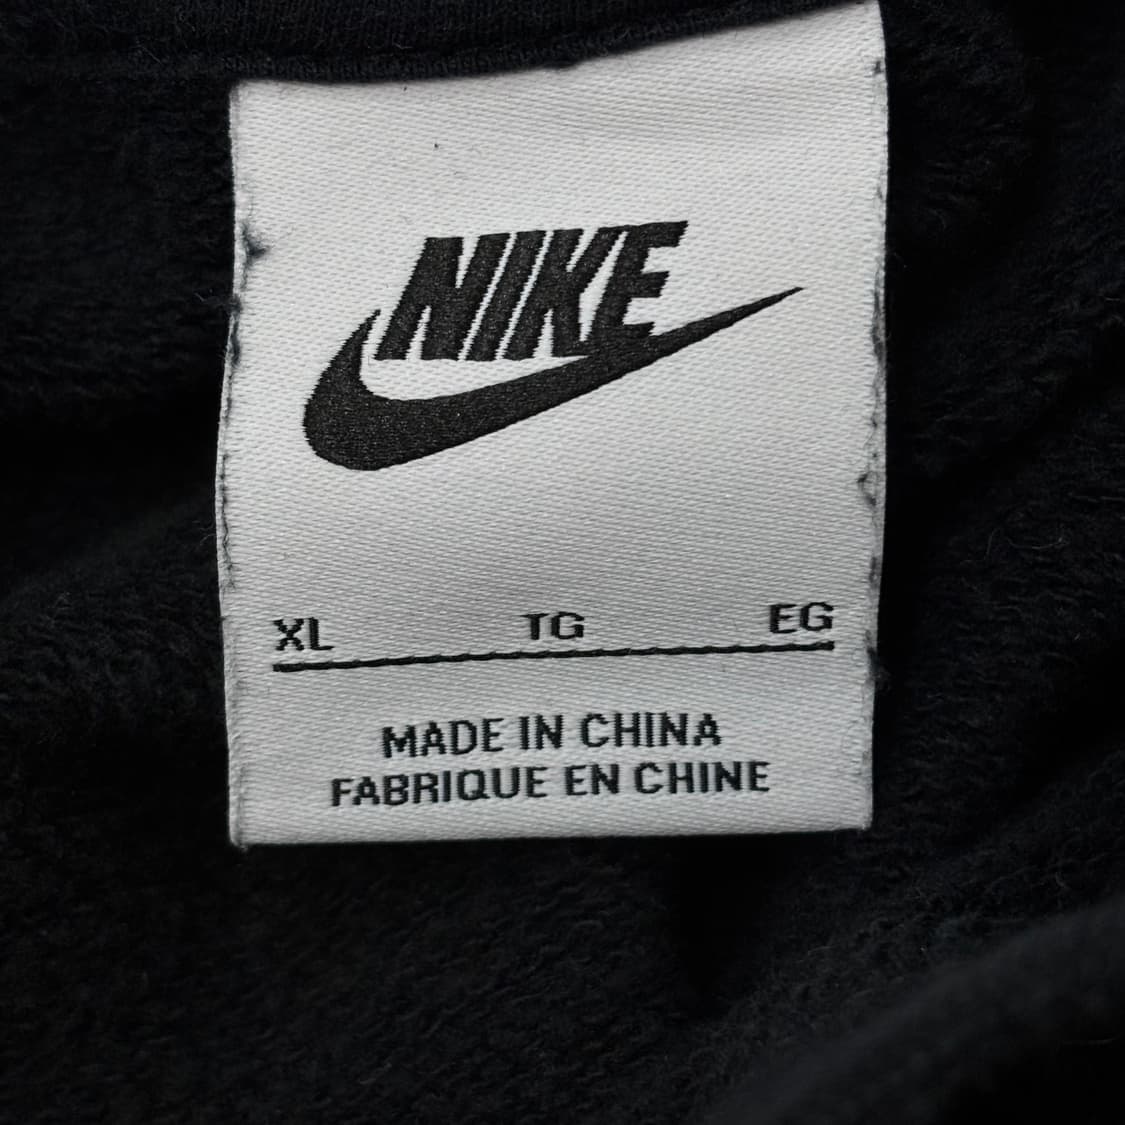 NIKE
XL TG EG
MADE IN CHINA
FABRIQUE EN CHINE